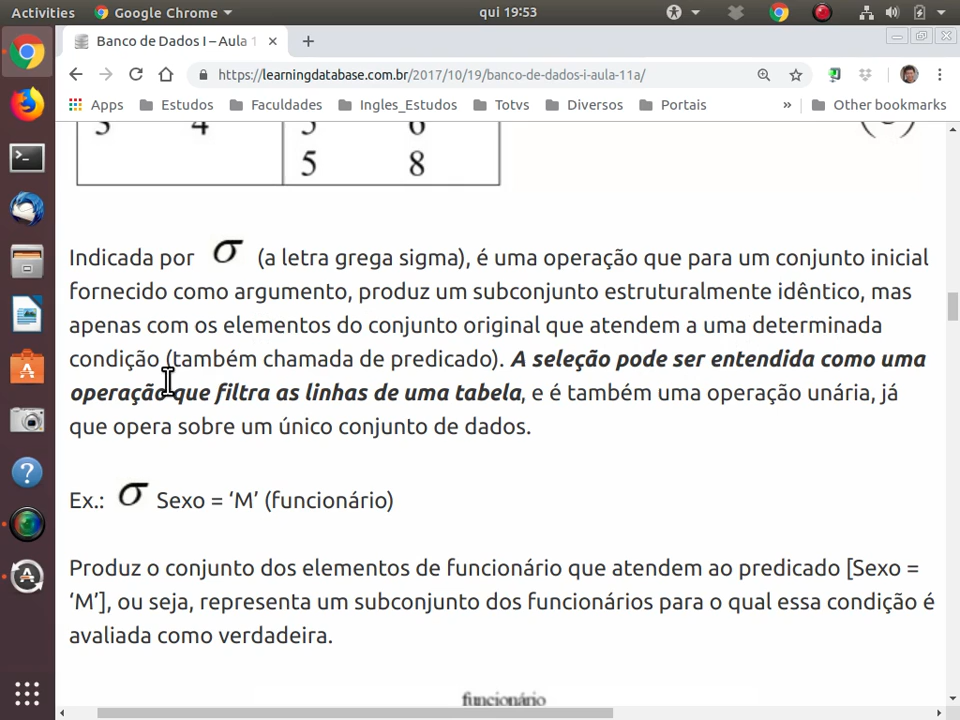 Activities Google Chrome qui 19:53
Banco de Dados I – Aula 1
https://learningdatabase.com.br/2017/10/19/banco-de-dados-i-aula-11a/
Apps Estudos Faculdades Ingles_Estudos Totvs Diversos Portais » Other bookmarks
3 4 5 6
5 8
Indicada por σ (a letra grega sigma), é uma operação que para um conjunto inicial
fornecido como argumento, produz um subconjunto estruturalmente idêntico, mas
apenas com os elementos do conjunto original que atendem a uma determinada
condição (também chamada de predicado). A seleção pode ser entendida como uma
operação que filtra as linhas de uma tabela, e é também uma operação unária, já
que opera sobre um único conjunto de dados.
Ex.: σ Sexo = ‘M’ (funcionário)
Produz o conjunto dos elementos de funcionário que atendem ao predicado [Sexo =
‘M’], ou seja, representa um subconjunto dos funcionários para o qual essa condição é
avaliada como verdadeira.
funcionário